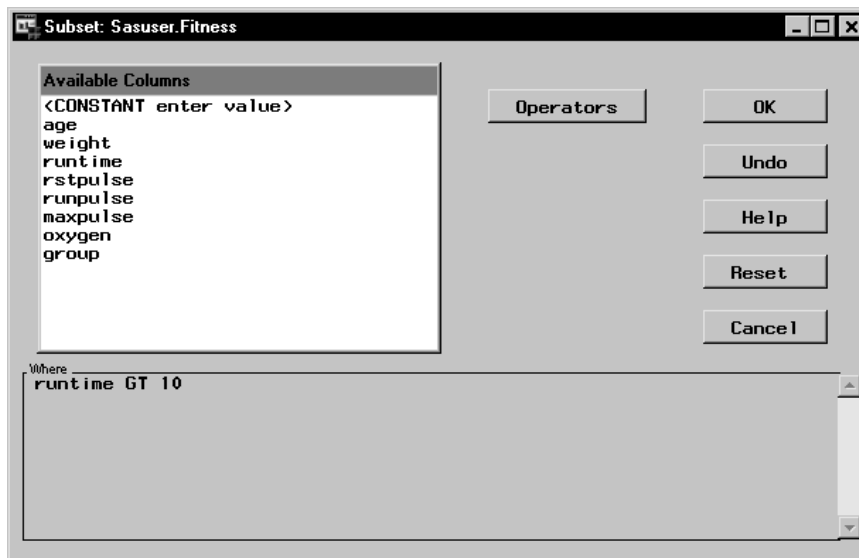 Subset: Sasuser.Fitness
Available Columns
<CONSTANT enter value>
age
weight
runtime
rstpulse
runpulse
maxpulse
oxygen
group
Operators
OK
Undo
Help
Reset
Cancel
Where
runtime GT 10